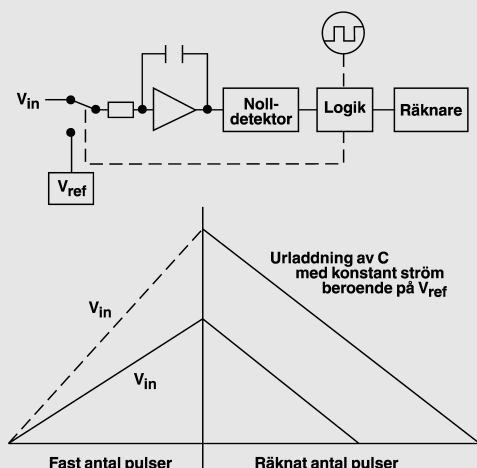 V_in
Noll-
detektor
Logik
Räknare
V_ref
Urladdning av C
med konstant ström
beroende på V_ref
V_in
V_in
Fast antal pulser
Räknat antal pulser